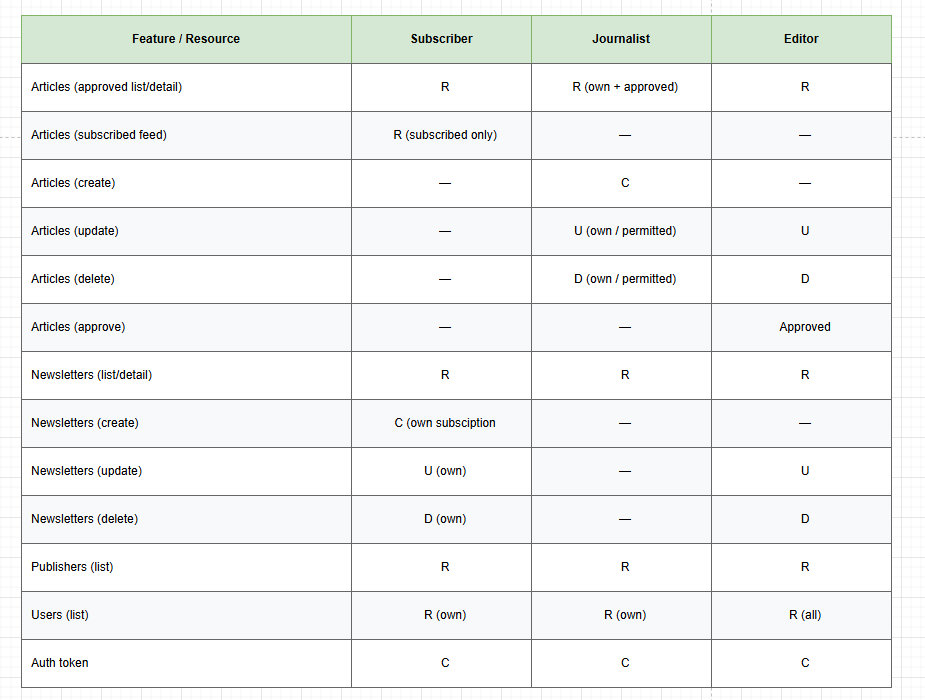 Feature / Resource Subscriber Journalist Editor
Articles (approved list/detail) R R (own + approved) R
Articles (subscribed feed) R (subscribed only) — —
Articles (create) — C —
Articles (update) — U (own / permitted) U
Articles (delete) — D (own / permitted) D
Articles (approve) — — Approved
Newsletters (list/detail) R R R
Newsletters (create) C (own subsciption — —
Newsletters (update) U (own) — U
Newsletters (delete) D (own) — D
Publishers (list) R R R
Users (list) R (own) R (own) R (all)
Auth token C C C